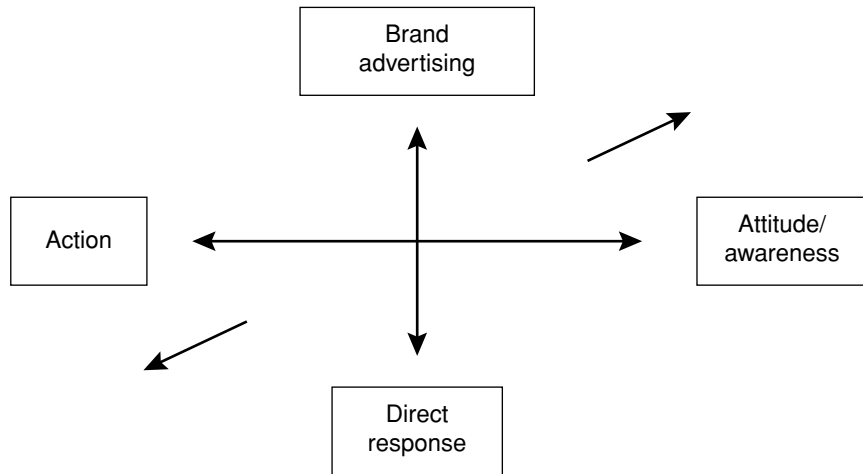 Brand
advertising
Action
Attitude/
awareness
Direct
response